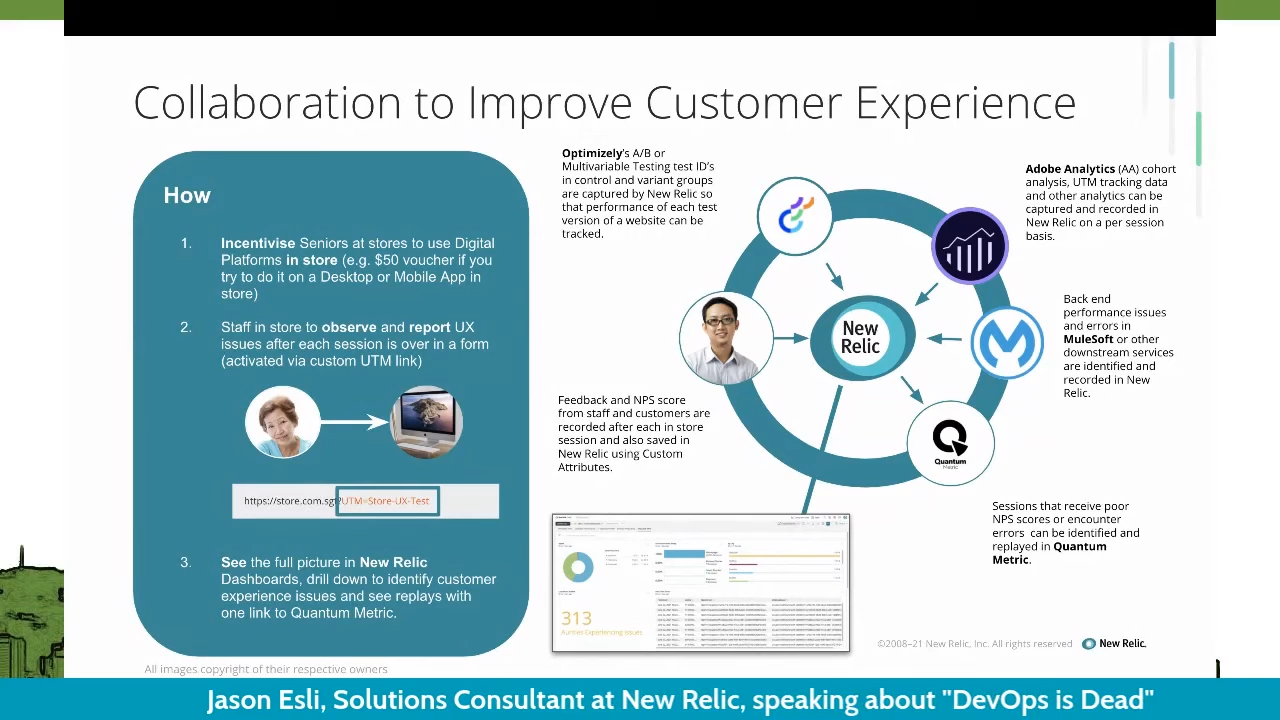 Collaboration to Improve Customer Experience
How
1. Incentivise Seniors at stores to use Digital
Platforms in store (e.g. $50 voucher if you
try to do it on a Desktop or Mobile App in
store)
2. Staff in store to observe and report UX
issues after each session is over in a form
(activated via custom UTM link)
https://store.com.sg?UTM=Store-UX-Test
3. See the full picture in New Relic
Dashboards, drill down to identify customer
experience issues and see replays with
one link to Quantum Metric.
Optimizely's A/B or
Multivariable Testing test ID's
in control and variant groups
are captured by New Relic so
that performance of each test
version of a website can be
tracked.
Adobe Analytics (AA) cohort
analysis, UTM tracking data
and other analytics can be
captured and recorded in
New Relic on a per session
basis.
New
Relic
Back end
performance issues
and errors in
MuleSoft or other
downstream services
are identified and
recorded in New
Relic.
Feedback and NPS score
from staff and customers are
recorded after each in store
session and also saved in
New Relic using Custom
Attributes.
Quantum
Metric
Sessions that receive poor
NPS scores or encounter
errors can be identified and
replayed in Quantum
Metric.
313
©2008–21 New Relic, Inc. All rights reserved
New Relic.
All images copyright of their respective owners
Jason Esli, Solutions Consultant at New Relic, speaking about "DevOps is Dead"